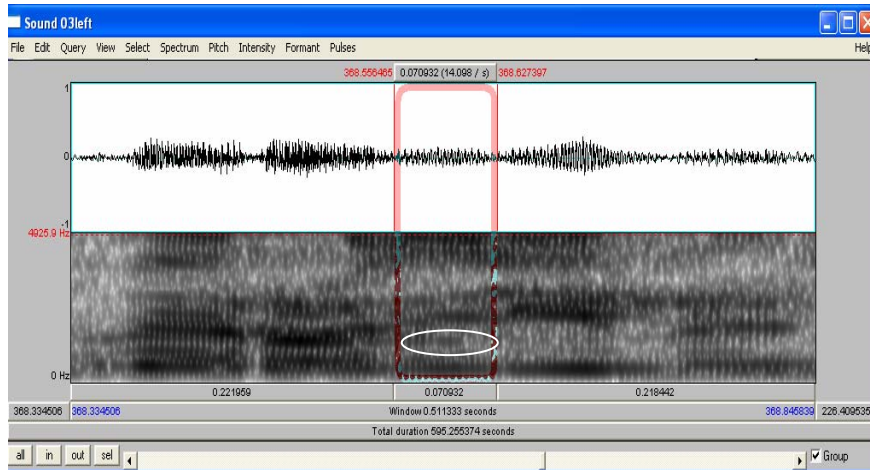 Sound 03left
File Edit Query View Select Spectrum Pitch Intensity Formant Pulses Help
368.556465 0.070932 (14.098 / s) 368.627397
1
0
-1
4925.9 Hz
0 Hz
0.221959 0.070932 0.218442
368.334506 368.334506 Window 0.511333 seconds 368.845839 226.409535
Total duration 595.255374 seconds
all in out sel Group